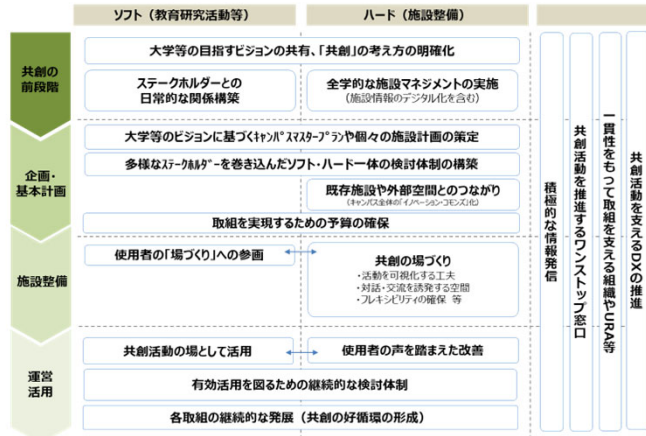 ソフト（教育研究活動等）
ハード（施設整備）
共創の
前段階
大学等の目指すビジョンの共有、「共創」の考え方の明確化
ステークホルダーとの
日常的な関係構築
全学的な施設マネジメントの実施
（施設情報のデジタル化を含む）
企画・
基本計画
大学等のビジョンに基づくｷｬﾝﾊﾟｽﾏｽﾀｰﾌﾟﾗﾝや個々の施設計画の策定
多様なｽﾃｰｸﾎﾙﾀﾞｰを巻き込んだソフト・ハード一体の検討体制の構築
既存施設や外部空間とのつながり
（キャンパス全体の「イノベーション・コモンズ」化）
取組を実現するための予算の確保
施設整備
使用者の「場づくり」への参画
共創の場づくり
・活動を可視化する工夫
・対話・交流を誘発する空間
・フレキシビリティの確保 等
運営
活用
共創活動の場として活用
使用者の声を踏まえた改善
有効活用を図るための継続的な検討体制
各取組の継続的な発展（共創の好循環の形成）
積極的な情報発信
共創活動を推進するワンストップ窓口
一貫性をもって取組を支える組織やURA等
共創活動を支えるDXの推進